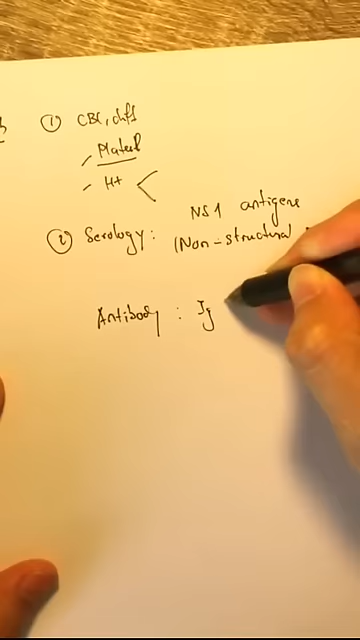 ① CBC, diff
- Platelet
- Ht <
NS1 antigene
② Serology: (Non-structural
Antibody : Ig